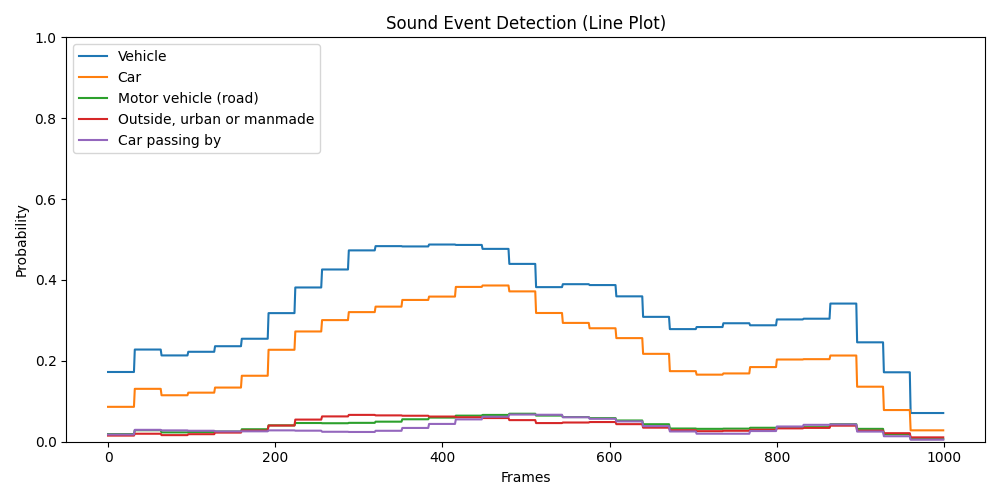 Sound Event Detection (Line Plot)
Vehicle
Car
Motor vehicle (road)
Outside, urban or manmade
Car passing by
1.0
0.8
0.6
0.4
0.2
0.0
Probability
0 200 400 600 800 1000
Frames